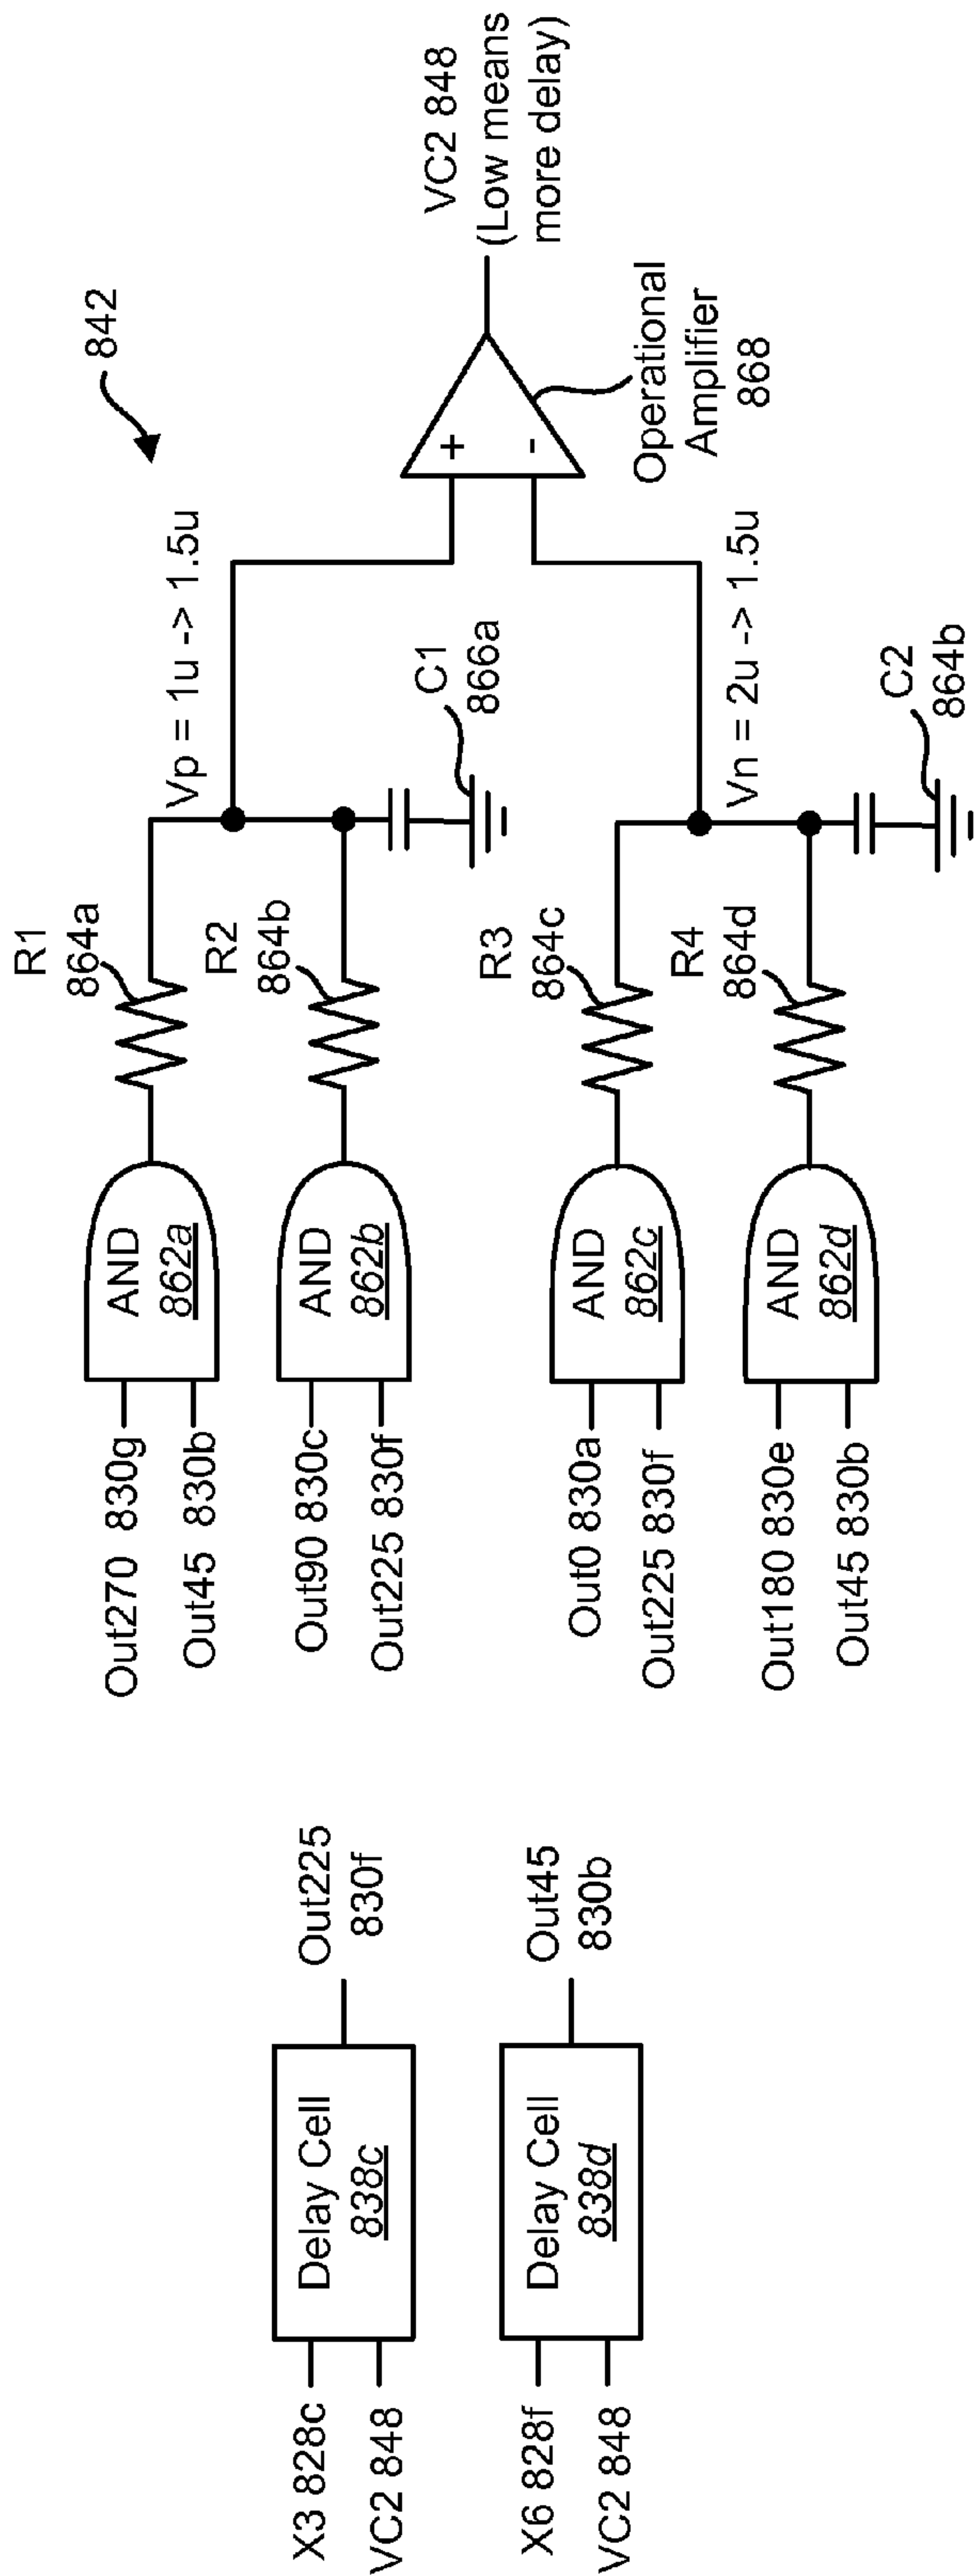 X3 828c
VC2 848
Delay Cell
838c
Out225
830f
X6 828f
VC2 848
Delay Cell
838d
Out45
830b
842
Out270 830g
Out45 830b
AND
862a
R1
864a
Out90 830c
Out225 830f
AND
862b
R2
864b
Vp = 1u -> 1.5u
C1
866a
Out0 830a
Out225 830f
AND
862c
R3
864c
Out180 830e
Out45 830b
AND
862d
R4
864d
Vn = 2u -> 1.5u
C2
864b
+
-
Operational
Amplifier
868
VC2 848
(Low means
more delay)